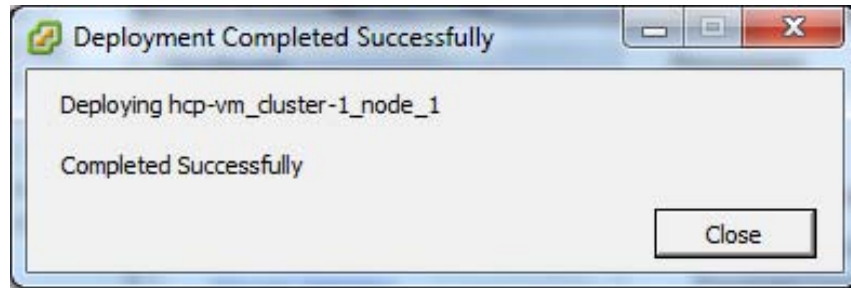 Deployment Completed Successfully
Deploying hcp-vm_cluster-1_node_1
Completed Successfully
Close